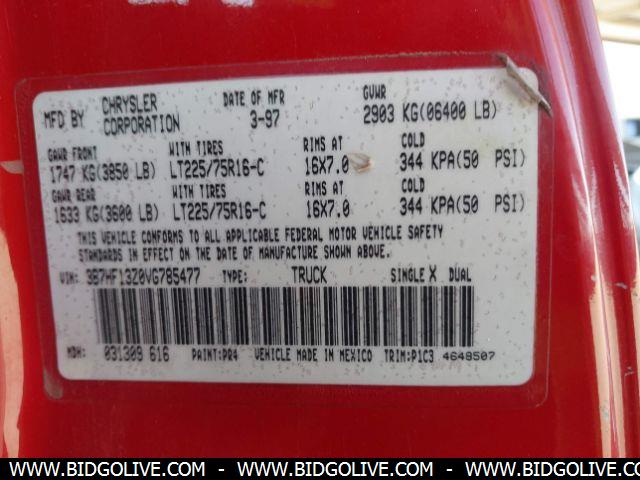 MFD BY CHRYSLER CORPORATION DATE OF MFR 3-97 GVWR 2903 KG(06400 LB)
GAWR FRONT WITH TIRES RIMS AT COLD
1747 KG(3850 LB) LT225/75R16-C 16X7.0 344 KPA(50 PSI)
GAWR REAR WITH TIRES RIMS AT COLD
1633 KG(3600 LB) LT225/75R16-C 16X7.0 344 KPA(50 PSI)
THIS VEHICLE CONFORMS TO ALL APPLICABLE FEDERAL MOTOR VEHICLE SAFETY
STANDARDS IN EFFECT ON THE DATE OF MANUFACTURE SHOWN ABOVE.
VIN: 3B7HF13Z0VG785477 TYPE: TRUCK SINGLE X DUAL
MDH: 031309 616 PAINT:PR4 VEHICLE MADE IN MEXICO TRIM:P1C3 4648507
WWW.BIDGOLIVE.COM - WWW.BIDGOLIVE.COM - WWW.BIDGOLIVE.COM